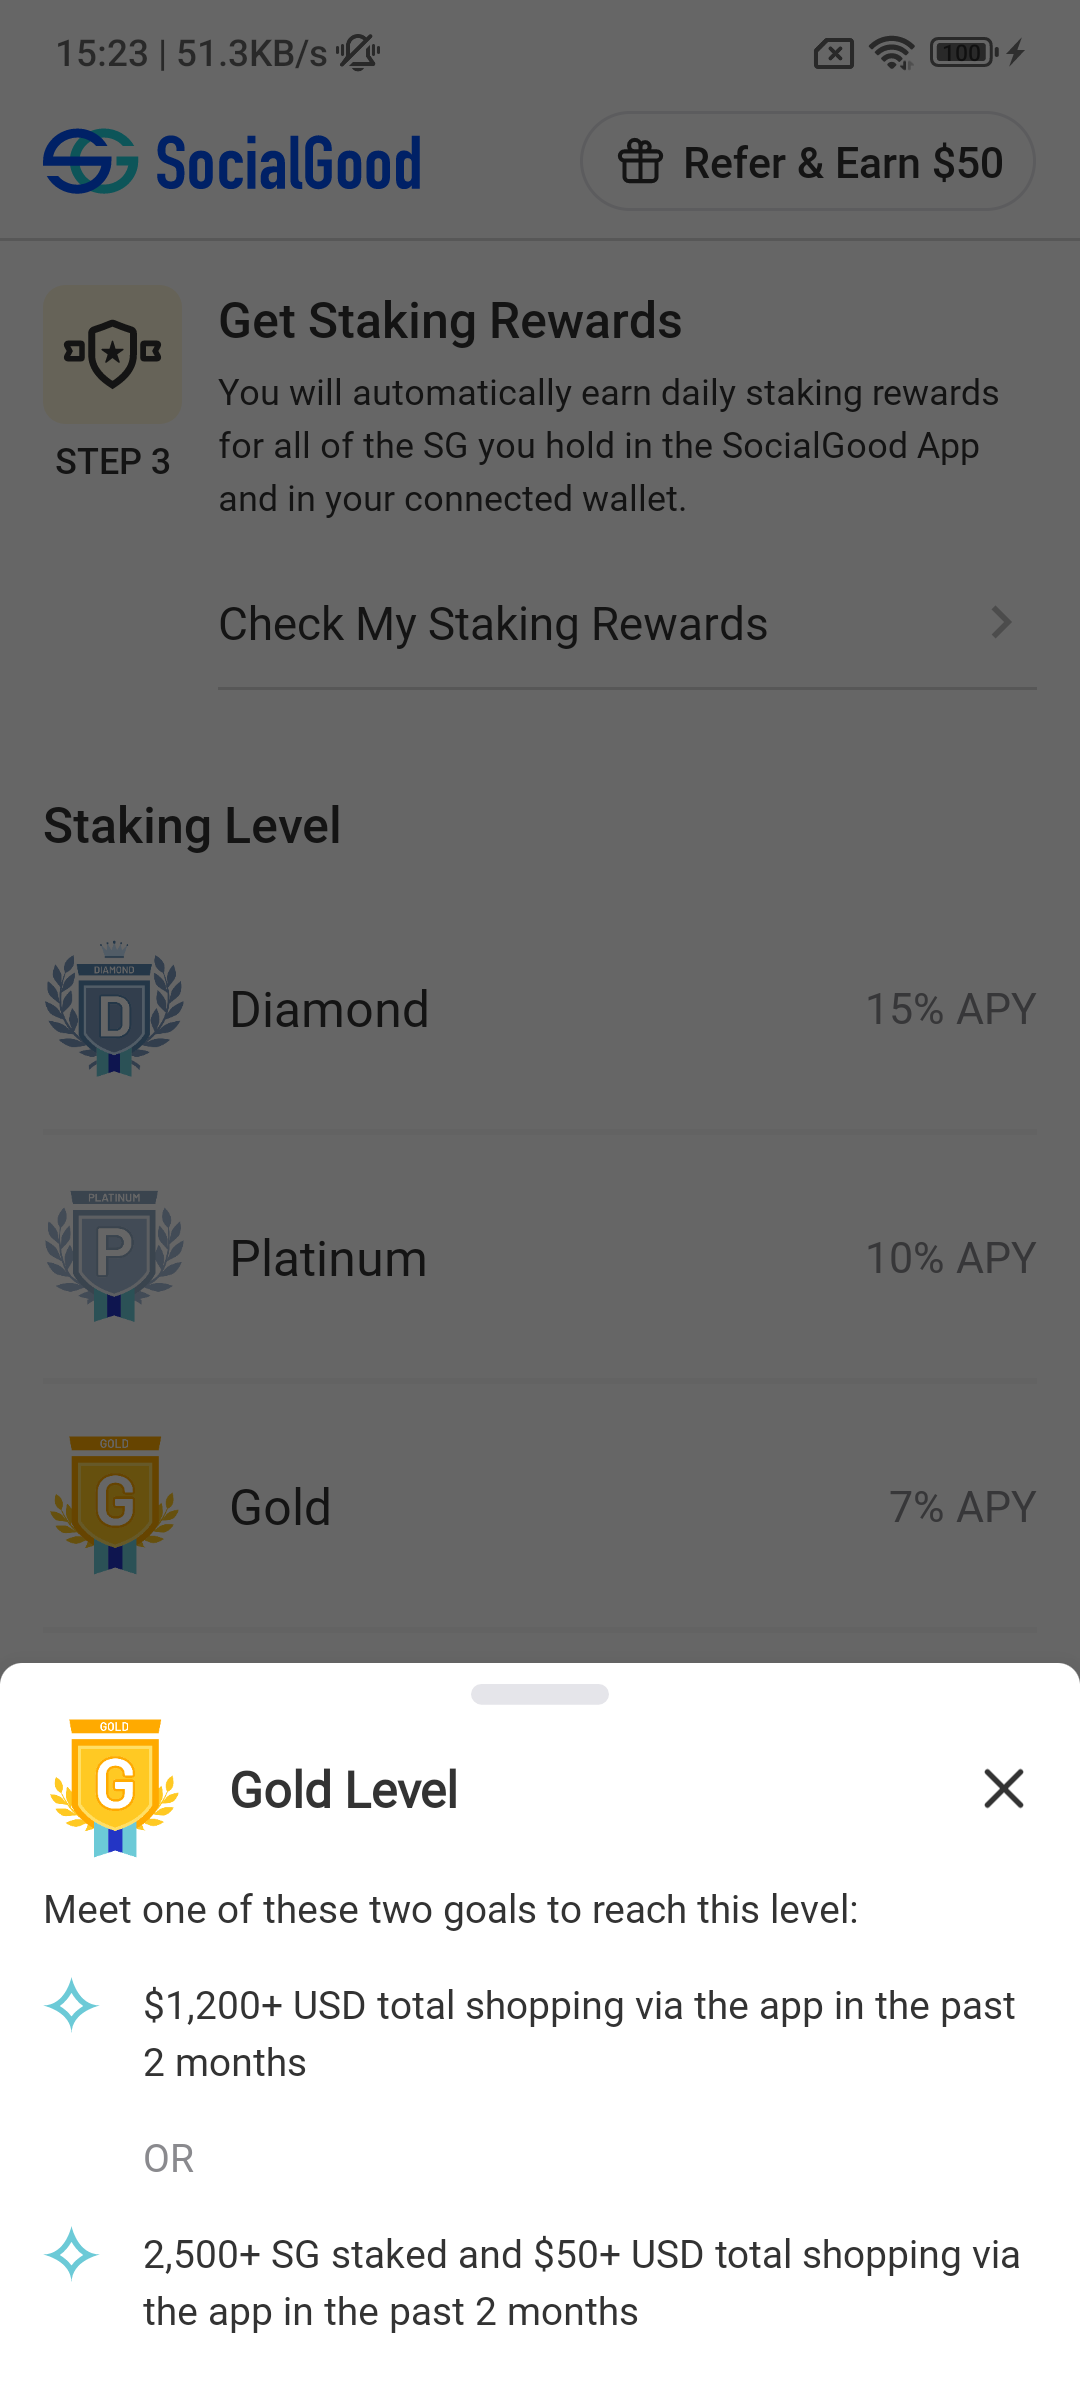 15:23 | 51.3KB/s
100
SocialGood
Refer & Earn $50
Get Staking Rewards
You will automatically earn daily staking rewards
for all of the SG you hold in the SocialGood App
and in your connected wallet.
STEP 3
Check My Staking Rewards
Staking Level
DIAMOND
D
Diamond
15% APY
PLATINUM
P
Platinum
10% APY
GOLD
G
Gold
7% APY
GOLD
G
Gold Level
Meet one of these two goals to reach this level:
$1,200+ USD total shopping via the app in the past
2 months
OR
2,500+ SG staked and $50+ USD total shopping via
the app in the past 2 months